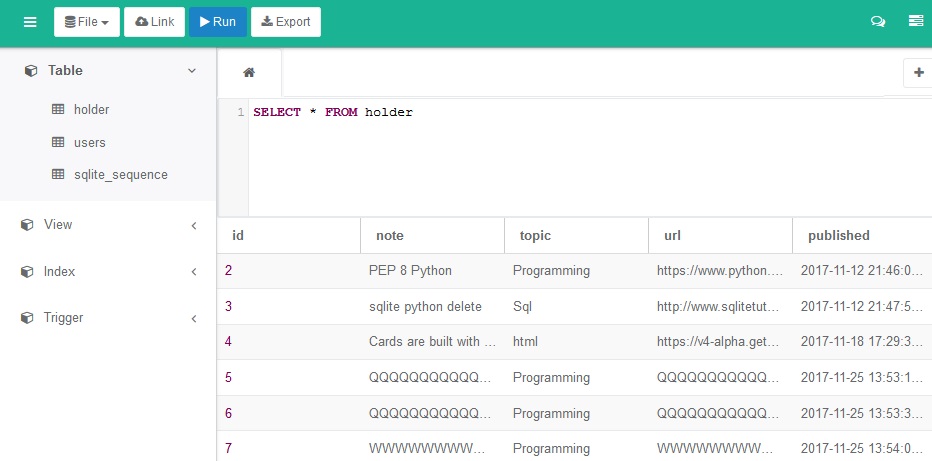 File Link Run Export
Table
holder
users
sqlite_sequence
View
Index
Trigger
1 SELECT * FROM holder
id note topic url published
2 PEP 8 Python Programming https://www.python.... 2017-11-12 21:46:0...
3 sqlite python delete Sql http://www.sqlitetut... 2017-11-12 21:47:5...
4 Cards are built with ... html https://v4-alpha.get... 2017-11-18 17:29:3...
5 QQQQQQQQQQQ... Programming QQQQQQQQQQQ... 2017-11-25 13:53:1...
6 QQQQQQQQQQQ... Programming QQQQQQQQQQQ... 2017-11-25 13:53:3...
7 WWWWWWWW... Programming WWWWWWWW... 2017-11-25 13:54:0...